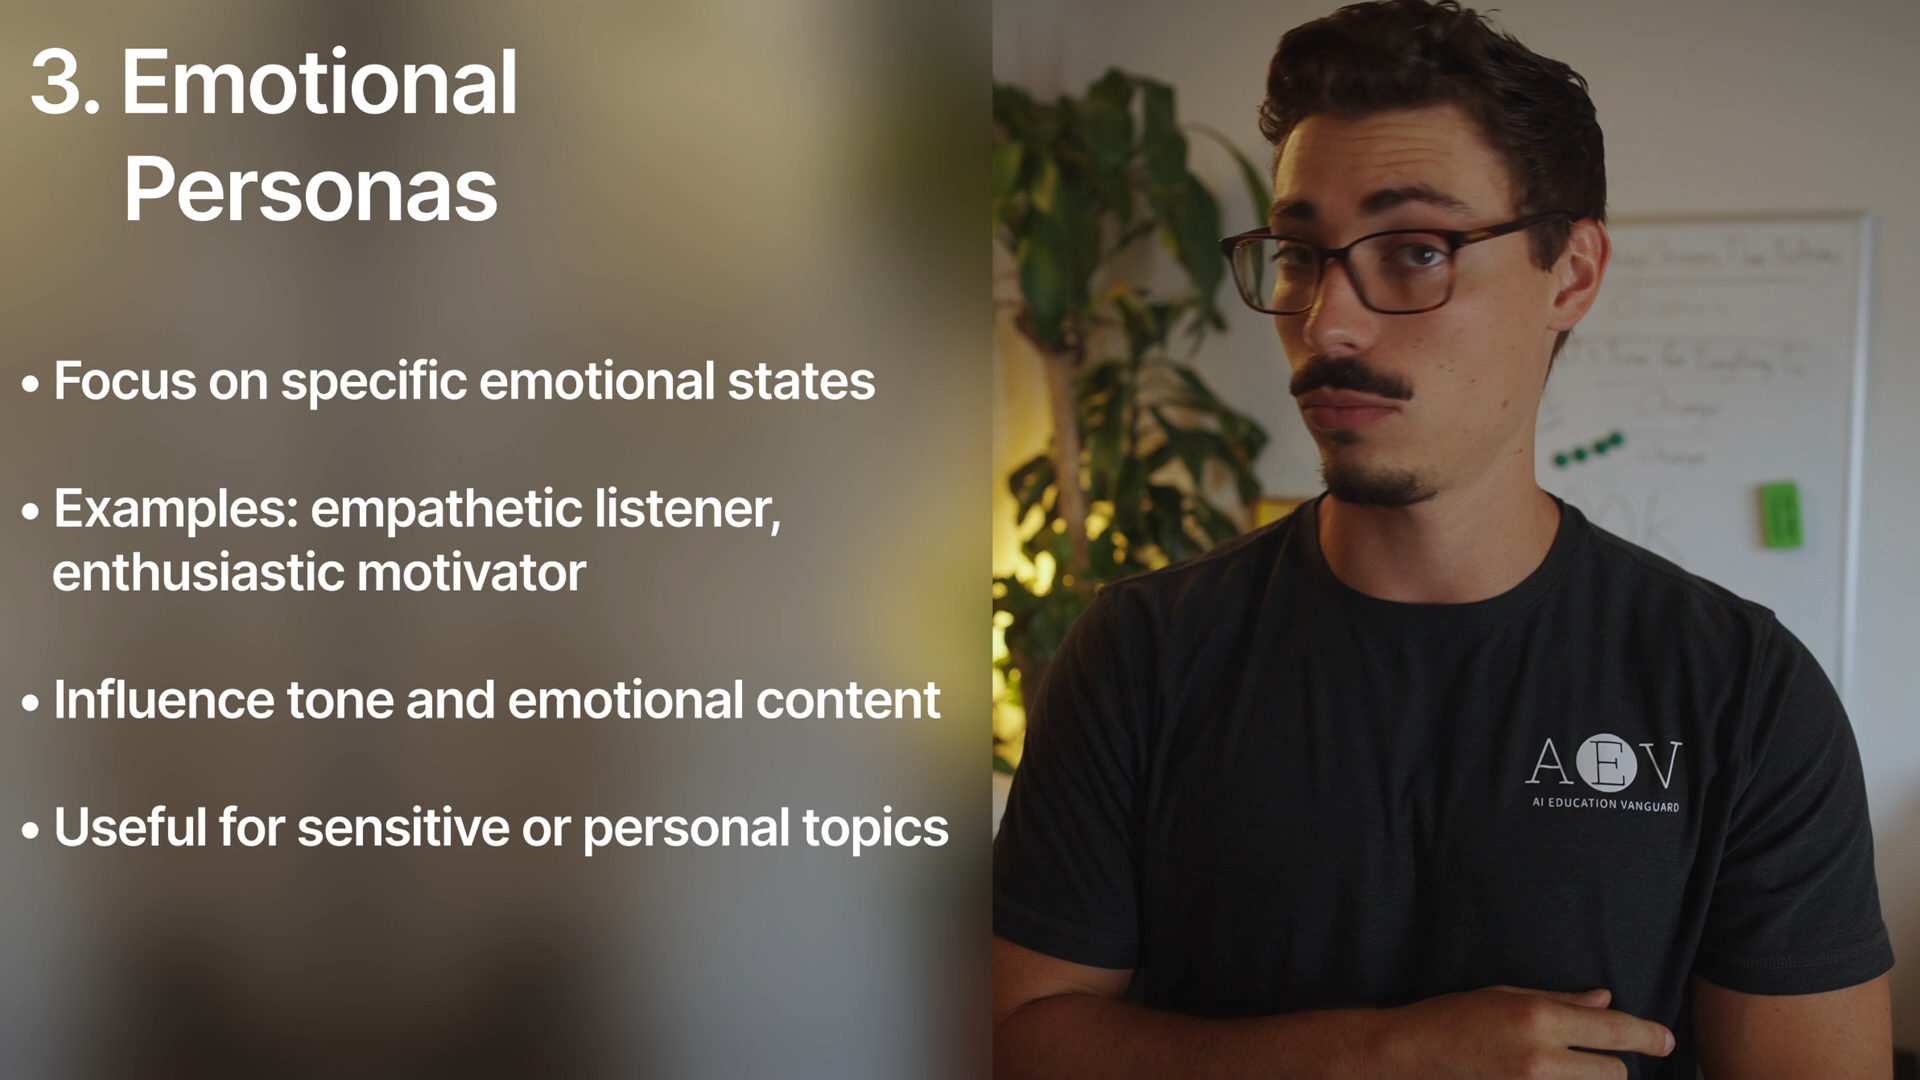 3. Emotional
Personas
• Focus on specific emotional states
• Examples: empathetic listener,
enthusiastic motivator
• Influence tone and emotional content
• Useful for sensitive or personal topics
AEV
AI EDUCATION VANGUARD